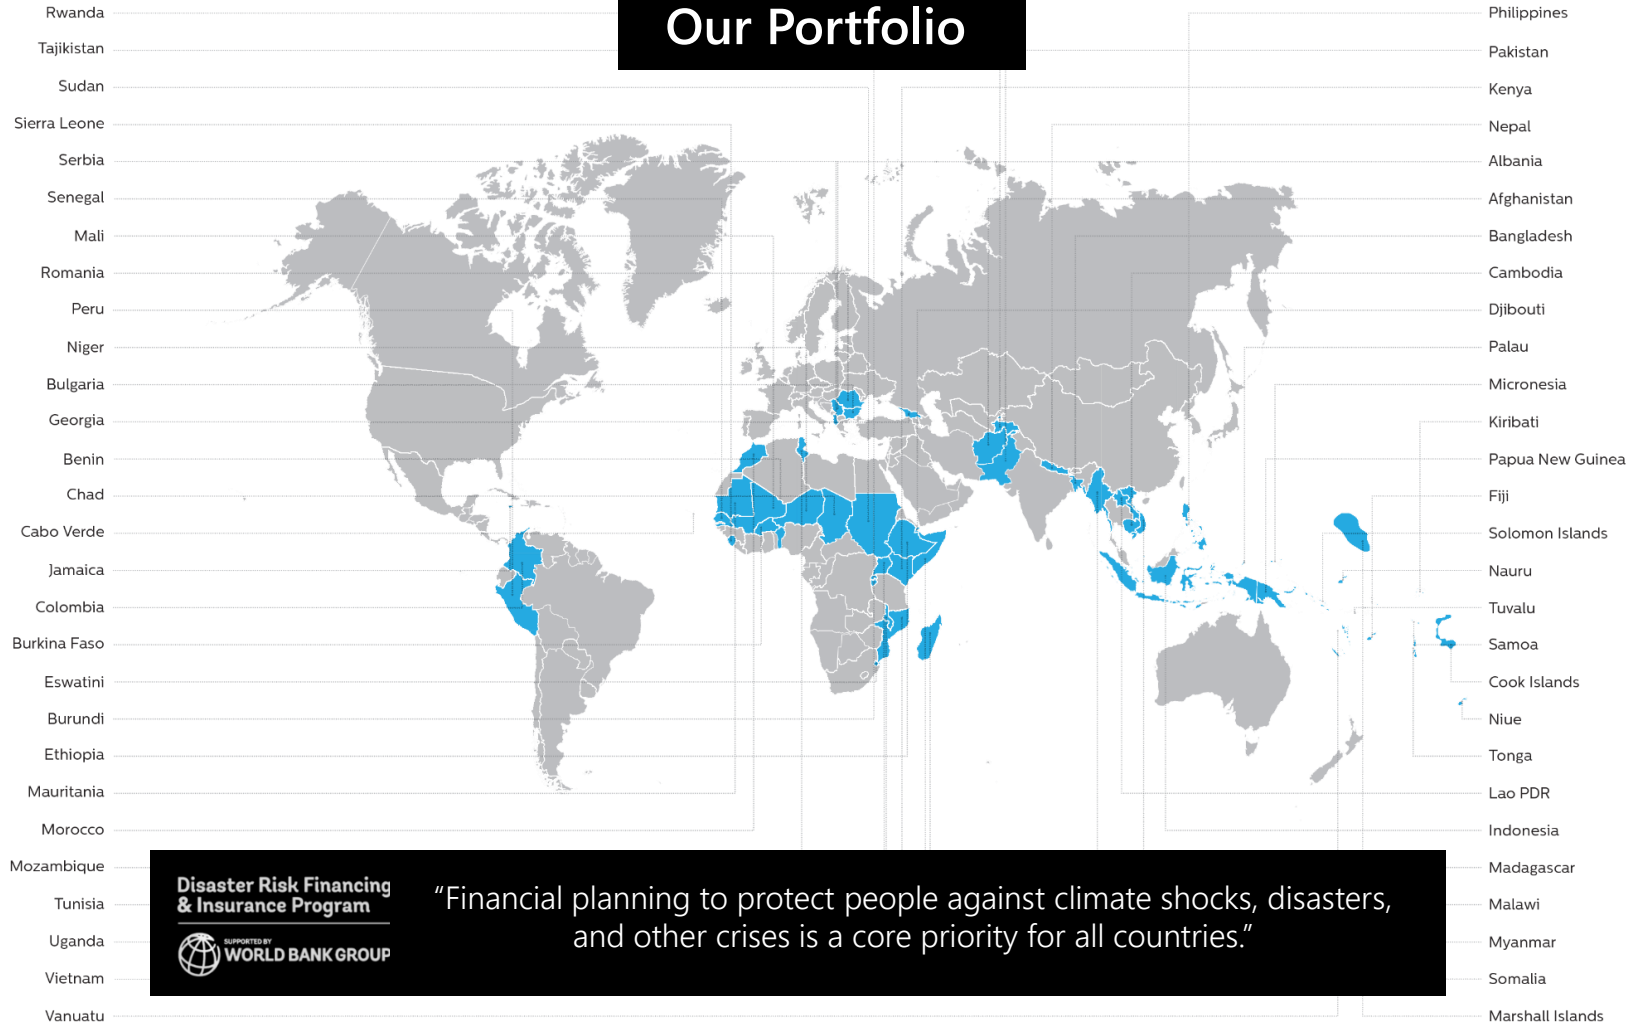 Our Portfolio
Rwanda
Tajikistan
Sudan
Sierra Leone
Serbia
Senegal
Mali
Romania
Peru
Niger
Bulgaria
Georgia
Benin
Chad
Cabo Verde
Jamaica
Colombia
Burkina Faso
Eswatini
Burundi
Ethiopia
Mauritania
Morocco
Mozambique
Tunisia
Uganda
Vietnam
Vanuatu
Philippines
Pakistan
Kenya
Nepal
Albania
Afghanistan
Bangladesh
Cambodia
Djibouti
Palau
Micronesia
Kiribati
Papua New Guinea
Fiji
Solomon Islands
Nauru
Tuvalu
Samoa
Cook Islands
Niue
Tonga
Lao PDR
Indonesia
Madagascar
Malawi
Myanmar
Somalia
Marshall Islands
Disaster Risk Financing
& Insurance Program
SUPPORTED BY
WORLD BANK GROUP
“Financial planning to protect people against climate shocks, disasters,
and other crises is a core priority for all countries.”